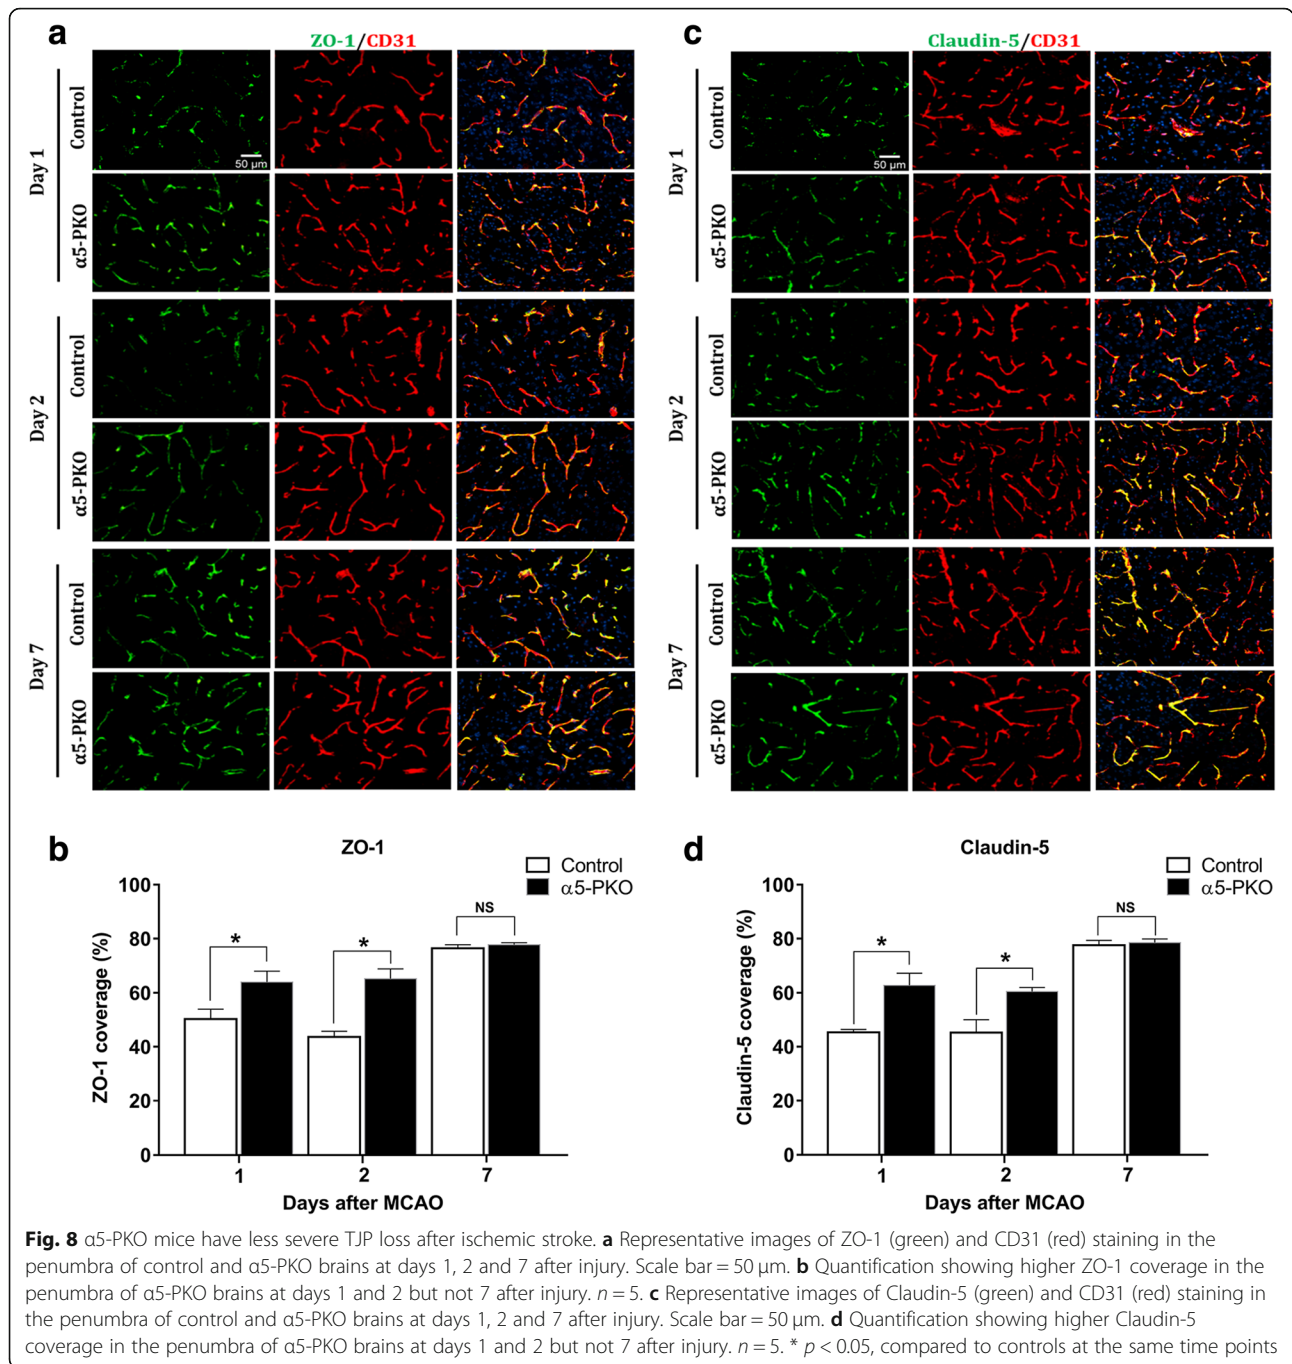 a
ZO-1/CD31
Day 1
Control
50 µm
α5-PKO
Day 2
Control
α5-PKO
Day 7
Control
α5-PKO
c
Claudin-5/CD31
Day 1
Control
50 µm
α5-PKO
Day 2
Control
α5-PKO
Day 7
Control
α5-PKO
b
ZO-1
Control
α5-PKO
ZO-1 coverage (%)
100
80
60
40
20
0
*
*
NS
1 2 7
Days after MCAO
d
Claudin-5
Control
α5-PKO
Claudin-5 coverage (%)
100
80
60
40
20
0
*
*
NS
1 2 7
Days after MCAO
Fig. 8 α5-PKO mice have less severe TJP loss after ischemic stroke. a Representative images of ZO-1 (green) and CD31 (red) staining in the
penumbra of control and α5-PKO brains at days 1, 2 and 7 after injury. Scale bar = 50 µm. b Quantification showing higher ZO-1 coverage in the
penumbra of α5-PKO brains at days 1 and 2 but not 7 after injury. n = 5. c Representative images of Claudin-5 (green) and CD31 (red) staining in
the penumbra of control and α5-PKO brains at days 1, 2 and 7 after injury. Scale bar = 50 µm. d Quantification showing higher Claudin-5
coverage in the penumbra of α5-PKO brains at days 1 and 2 but not 7 after injury. n = 5. * p < 0.05, compared to controls at the same time points